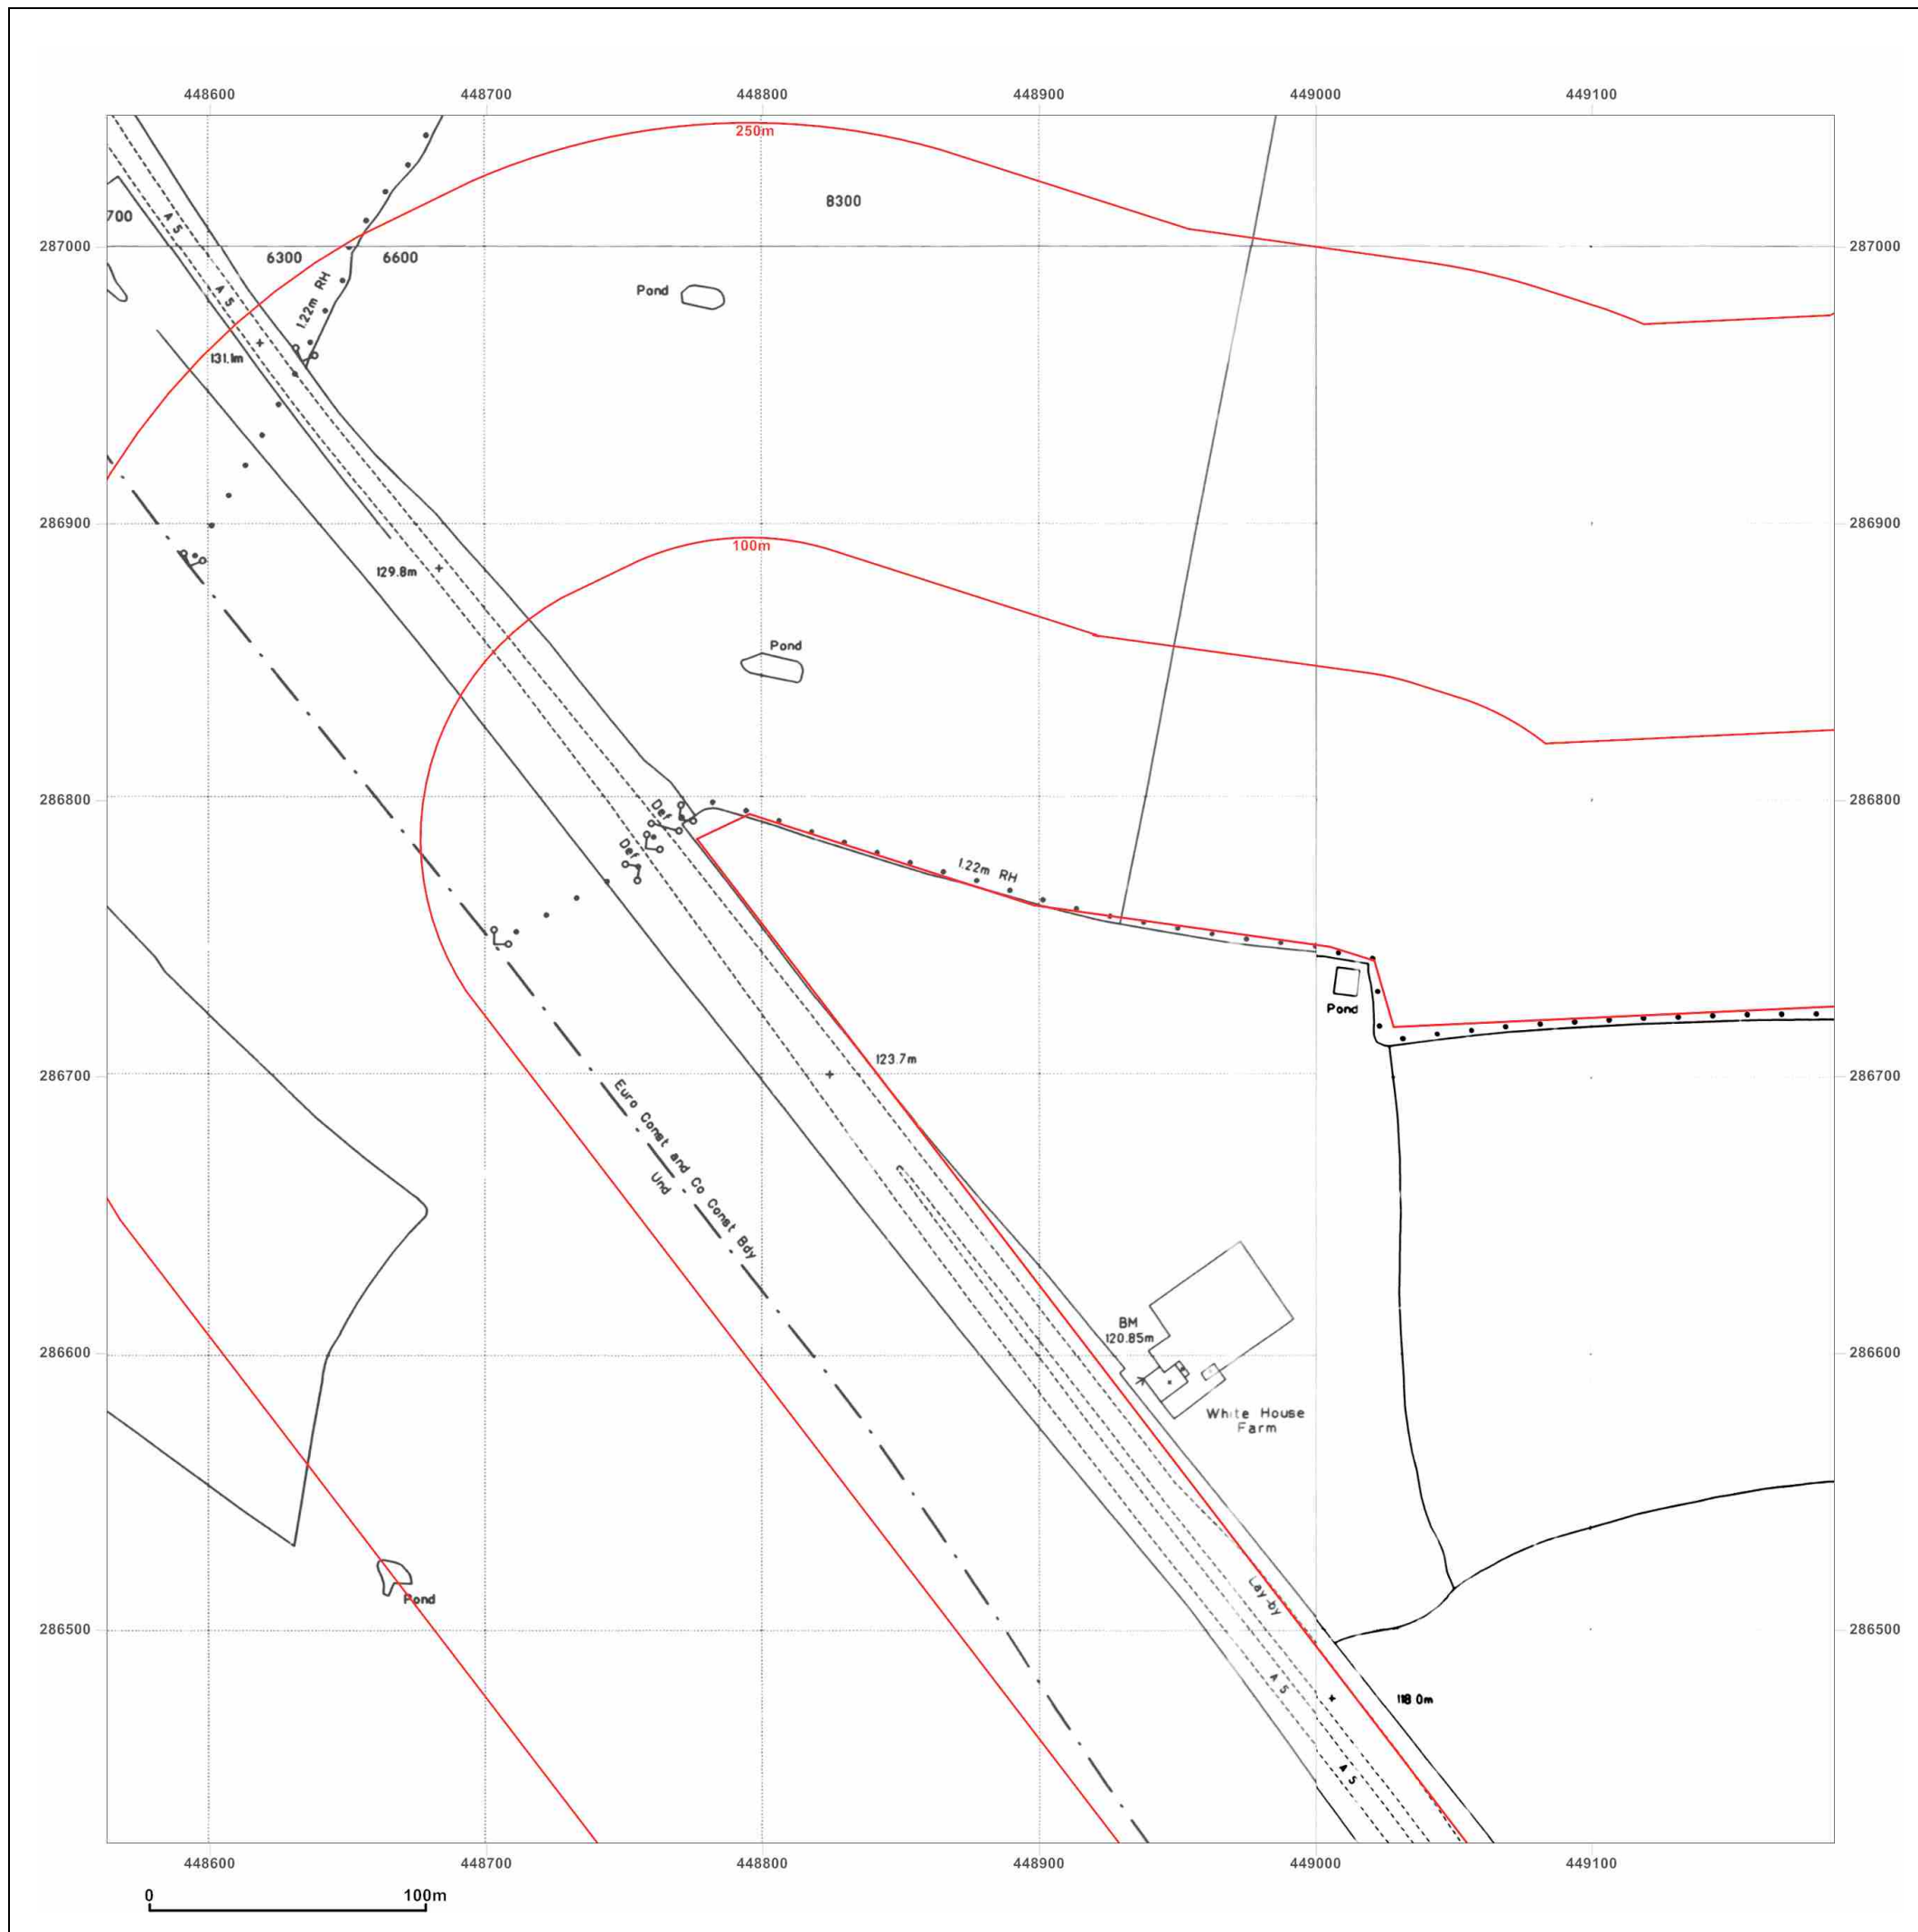 448600 448700 448800 448900 449000 449100
250m
A 5
8300
700
287000 287000
6300 6600
A 5
1.22m RH
Pond
131.1m
286900 286900
100m
129.8m
Pond
286800 286800
Def
Def
1.22m RH
Pond
123.7m
286700 286700
Euro Const and Co Const Bdy
Und
BM
120.85m
286600 286600
White House
Farm
Lay-by
Pond
286500 286500
A 5
118.0m
A 5
448600 448700 448800 448900 449000 449100
0 100m